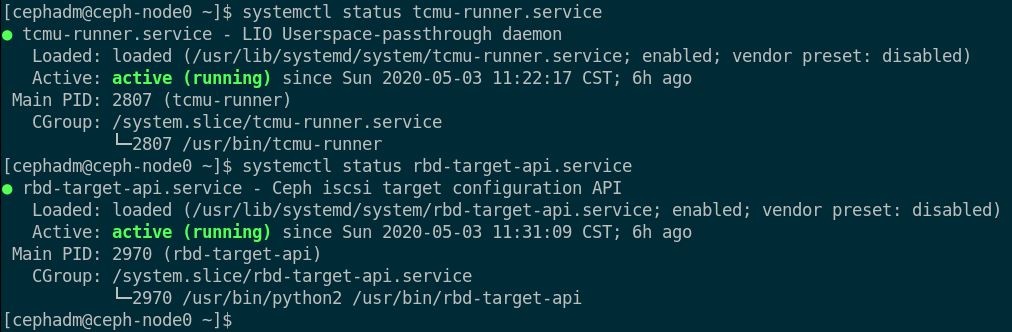 [cephadm@ceph-node0 ~]$ systemctl status tcmu-runner.service
● tcmu-runner.service - LIO Userspace-passthrough daemon
   Loaded: loaded (/usr/lib/systemd/system/tcmu-runner.service; enabled; vendor preset: disabled)
   Active: active (running) since Sun 2020-05-03 11:22:17 CST; 6h ago
 Main PID: 2807 (tcmu-runner)
   CGroup: /system.slice/tcmu-runner.service
           └─2807 /usr/bin/tcmu-runner
[cephadm@ceph-node0 ~]$ systemctl status rbd-target-api.service
● rbd-target-api.service - Ceph iscsi target configuration API
   Loaded: loaded (/usr/lib/systemd/system/rbd-target-api.service; enabled; vendor preset: disabled)
   Active: active (running) since Sun 2020-05-03 11:31:09 CST; 6h ago
 Main PID: 2970 (rbd-target-api)
   CGroup: /system.slice/rbd-target-api.service
           └─2970 /usr/bin/python2 /usr/bin/rbd-target-api
[cephadm@ceph-node0 ~]$